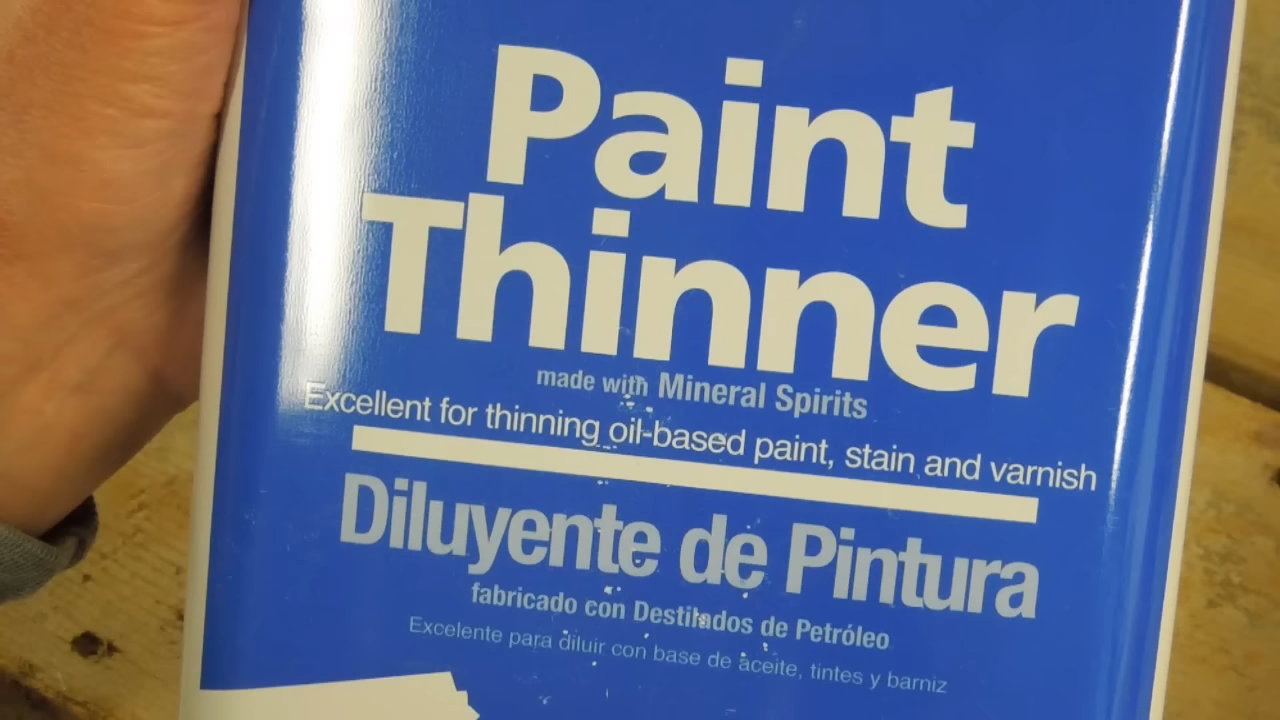 Paint
Thinner
made with Mineral Spirits
Excellent for thinning oil-based paint, stain and varnish
Diluyente de Pintura
fabricado con Destilados de Petróleo
Excelente para diluir con base de aceite, tintes y barniz